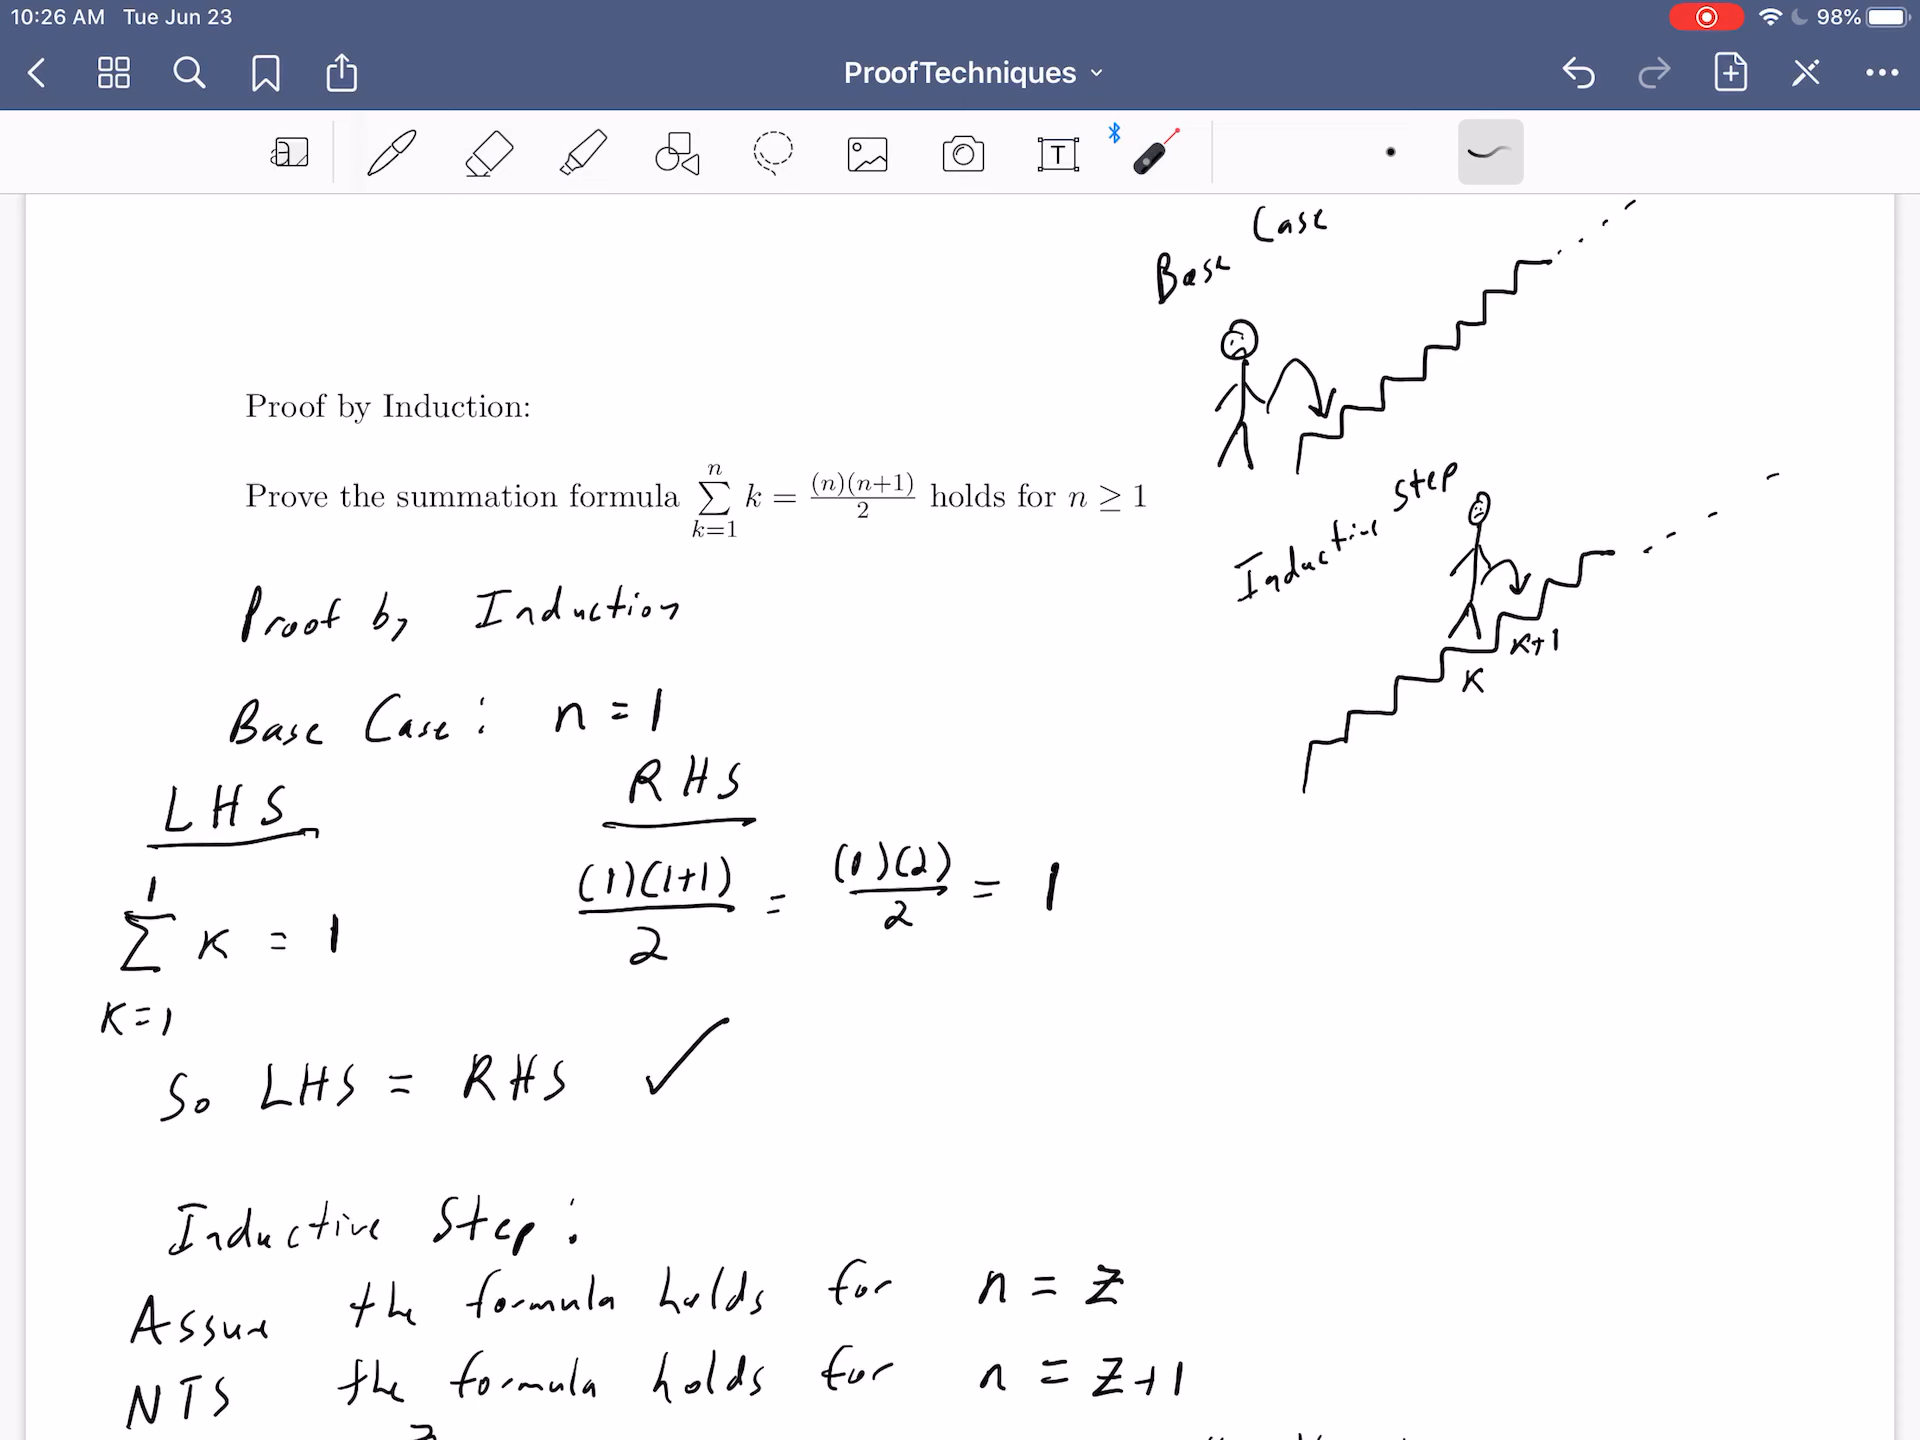 10:26 AM Tue Jun 23
98%
ProofTechniques
T
Base Case
Proof by Induction:
Prove the summation formula \sum_{k=1}^{n} k = \frac{(n)(n+1)}{2} holds for n ≥ 1
Inductive Step
K
K+1
Proof by Induction
Base Case: n = 1
LHS
RHS
\sum_{K=1}^{1} K = 1
\frac{(1)(1+1)}{2} = \frac{(1)(2)}{2} = 1
So LHS = RHS ✓
Inductive Step:
Assume the formula holds for n = z
NTS the formula holds for n = z+1